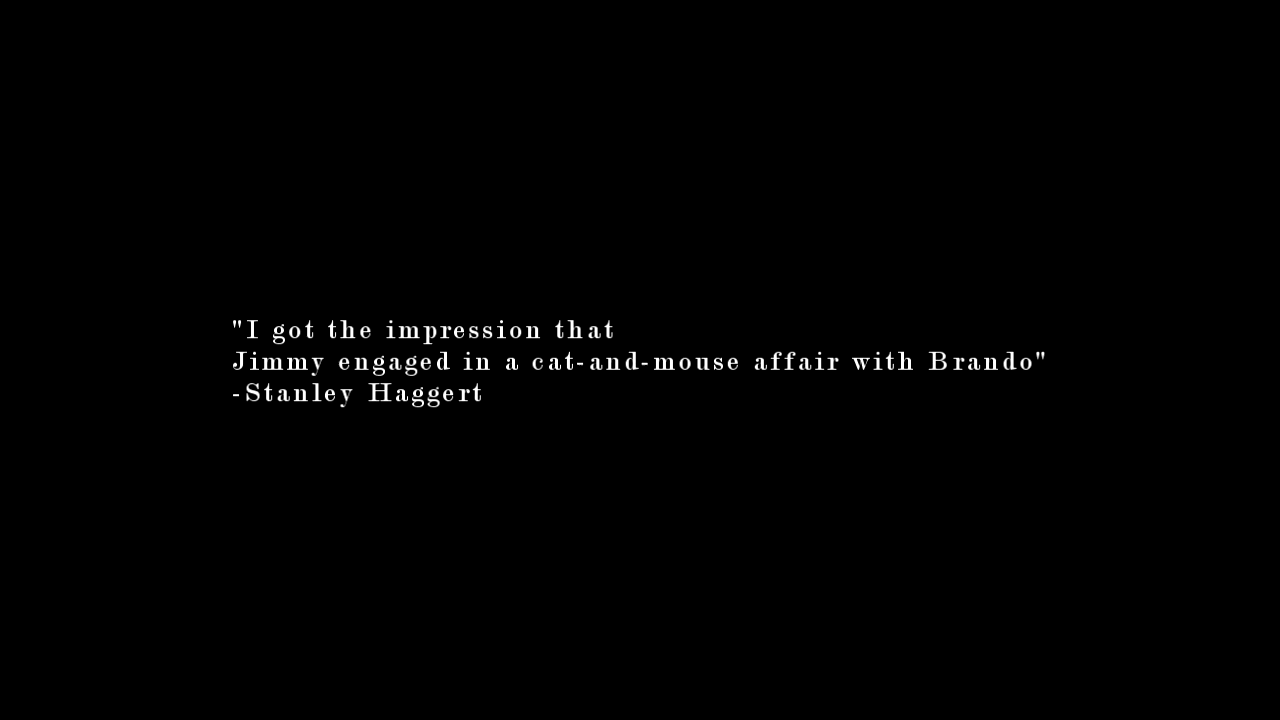 "I got the impression that
Jimmy engaged in a cat-and-mouse affair with Brando"
-Stanley Haggert